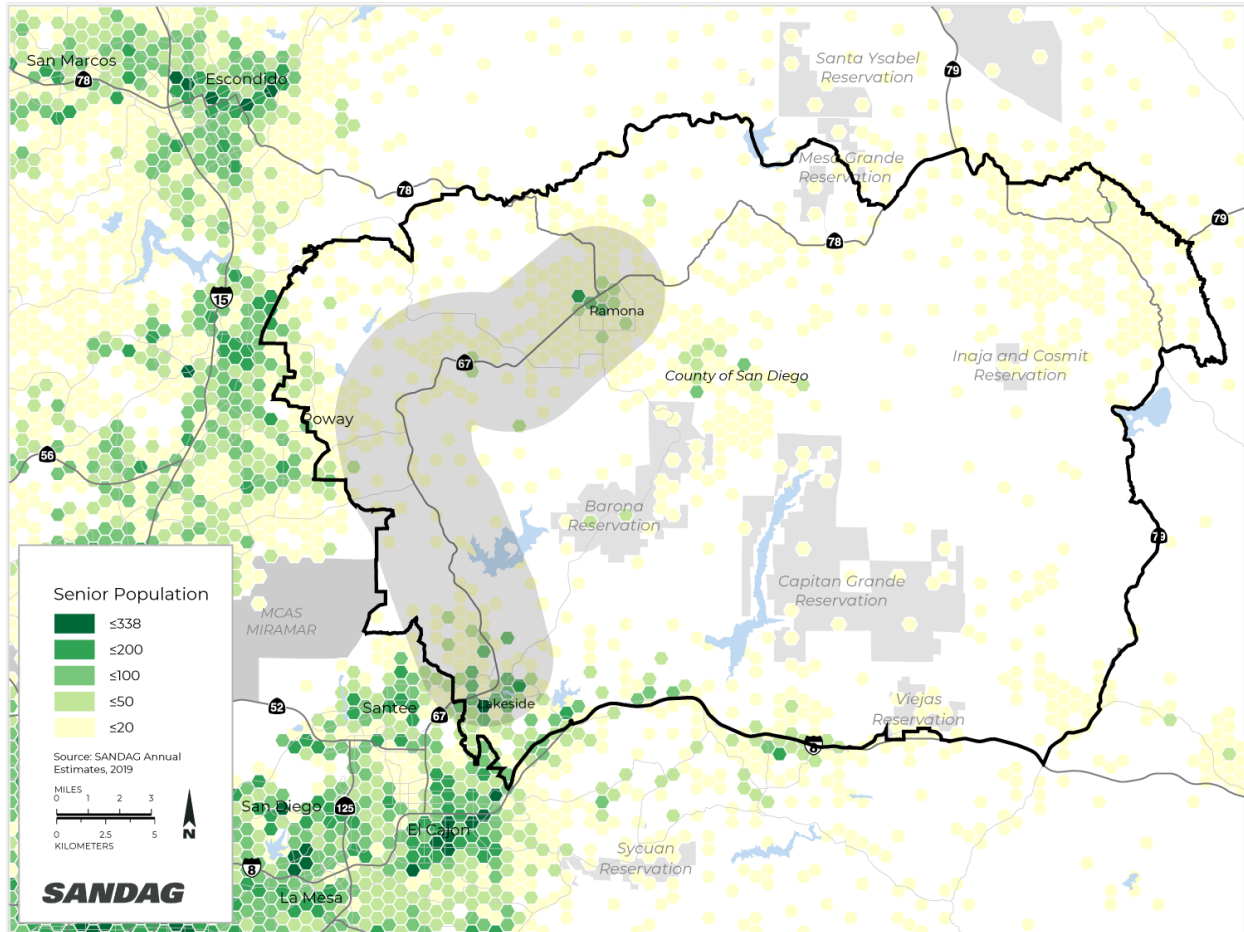 San Marcos
78
Escondido
Santa Ysabel
Reservation
79
Mesa Grande
Reservation
78
79
78
15
Ramona
67
County of San Diego
Inaja and Cosmit
Reservation
Poway
56
Barona
Reservation
79
Capitan Grande
Reservation
MCAS
MIRAMAR
Viejas
Reservation
52
Santee
67
Lakeside
8
San Diego
125
El Cajon
Sycuan
Reservation
8
La Mesa
Senior Population
≤338
≤200
≤100
≤50
≤20
Source: SANDAG Annual
Estimates, 2019
MILES
0 1 2 3
0 2.5 5
KILOMETERS
N
SANDAG